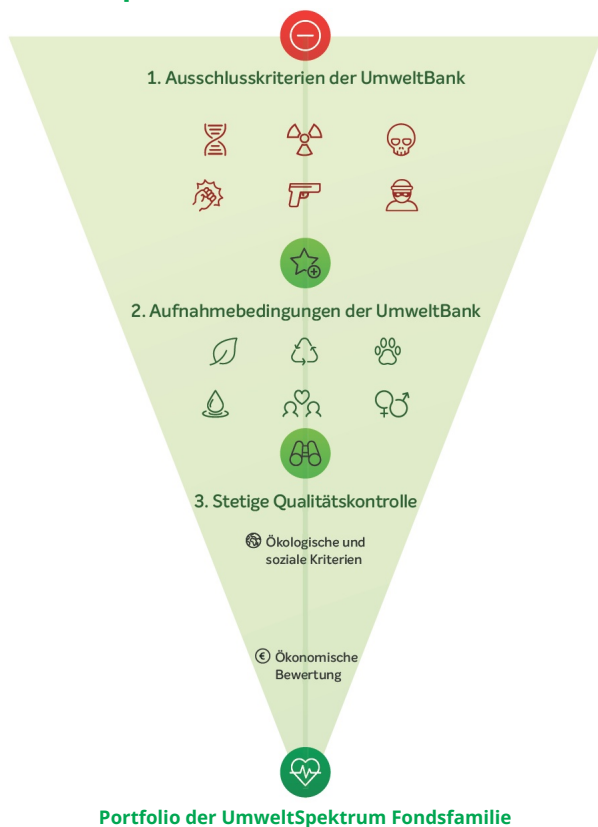 1. Ausschlusskriterien der UmweltBank
2. Aufnahmebedingungen der UmweltBank
3. Stetige Qualitätskontrolle
Ökologische und
soziale Kriterien
€ Ökonomische
Bewertung
Portfolio der UmweltSpektrum Fondsfamilie